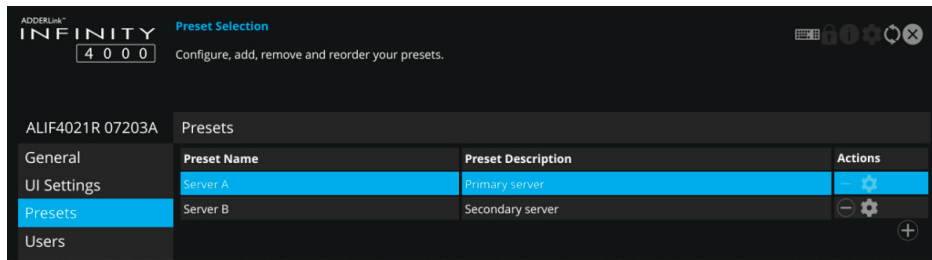 ADDERLink™
INFINITY
4000
Preset Selection
Configure, add, remove and reorder your presets.
ALIF4021R 07203A
Presets
General
UI Settings
Presets
Users
Preset Name Preset Description Actions
Server A Primary server
Server B Secondary server